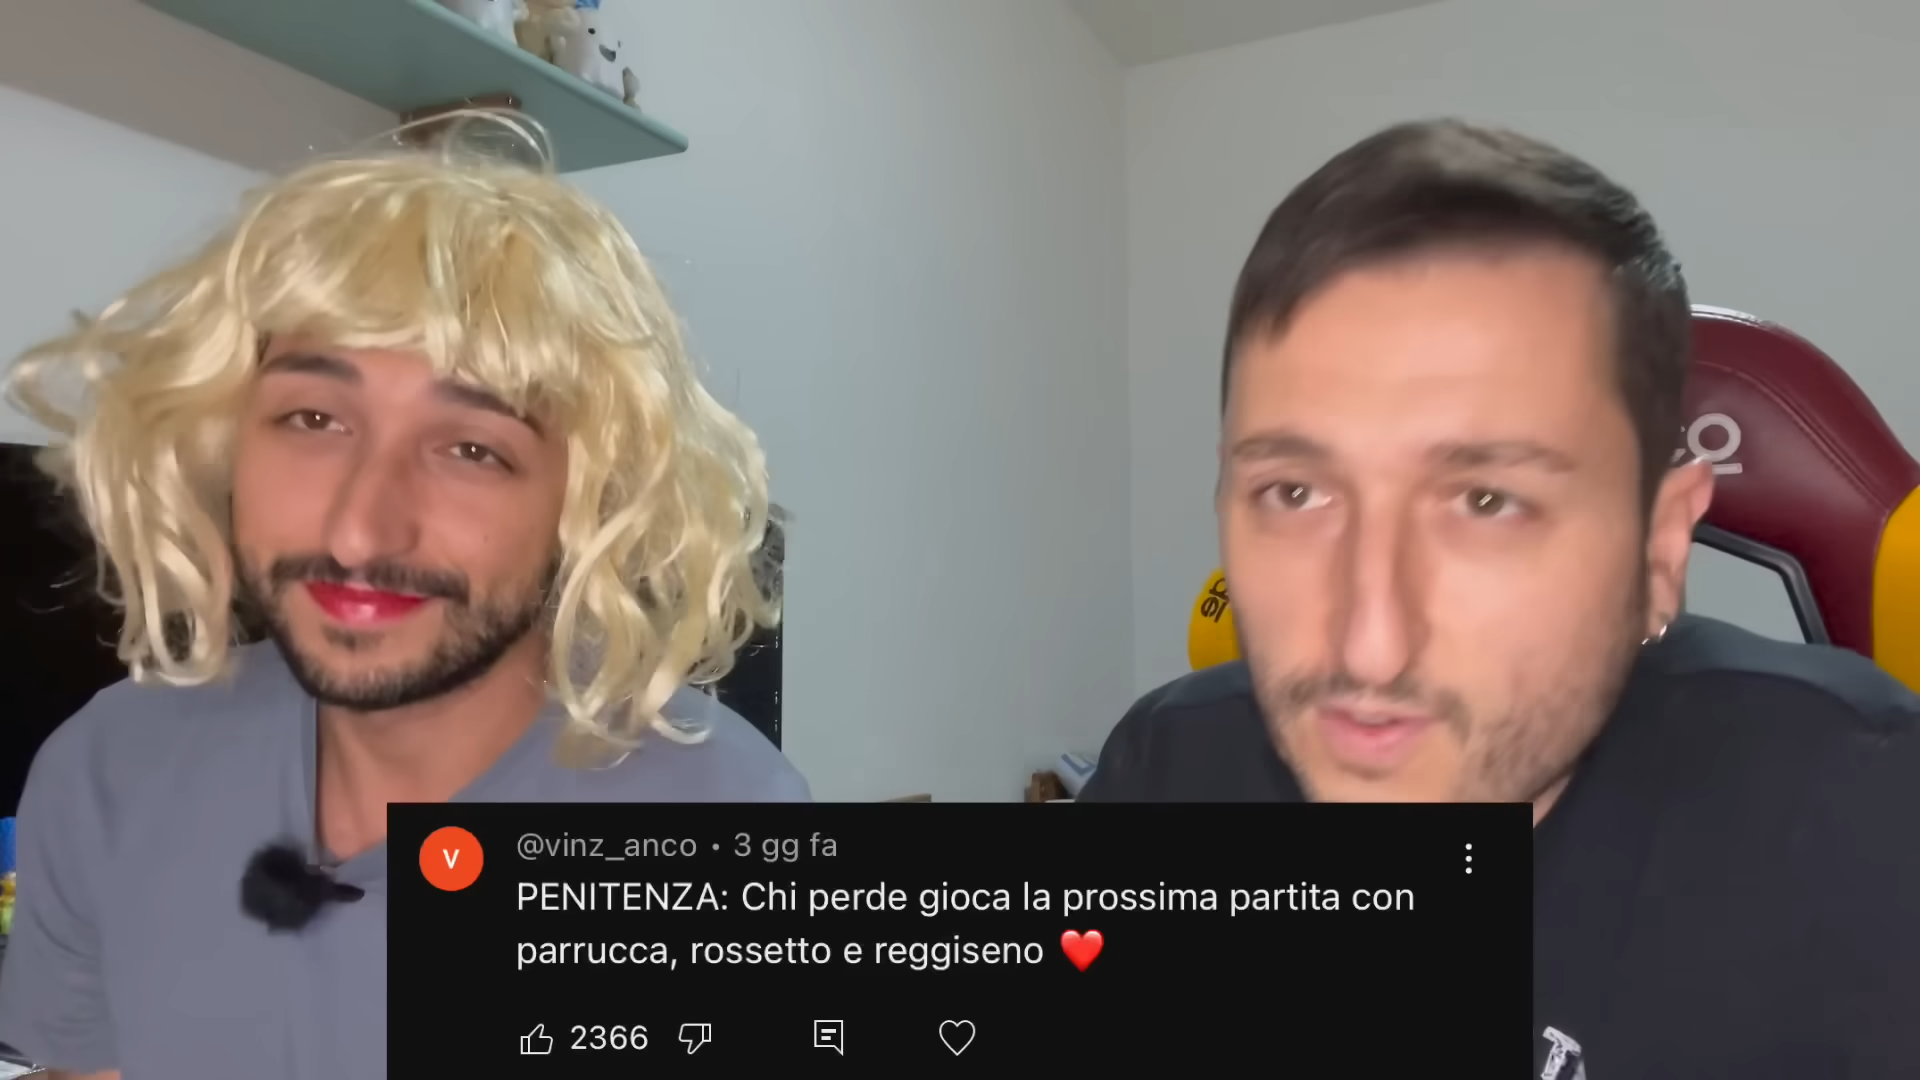 @vinz_anco • 3 gg fa
PENITENZA: Chi perde gioca la prossima partita con
parrucca, rossetto e reggiseno ❤️
2366
V